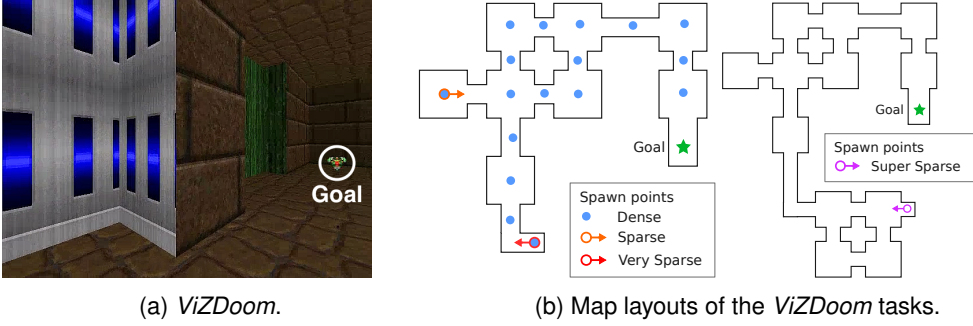 Goal
Goal
Spawn points
Dense
Sparse
Very Sparse
Goal
Spawn points
Super Sparse
(a) ViZDoom.
(b) Map layouts of the ViZDoom tasks.